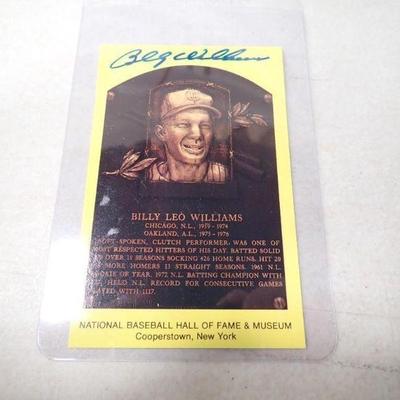 Billy Williams
BILLY LEO WILLIAMS
CHICAGO, N.L., 1959 - 1974
OAKLAND, A.L., 1975 - 1976
SOFT-SPOKEN, CLUTCH PERFORMER, WAS ONE OF
MOST RESPECTED HITTERS OF HIS DAY. BATTED SOLID
OVER 18 SEASONS SOCKING 426 HOME RUNS. HIT 20
OR MORE HOMERS 13 STRAIGHT SEASONS. 1961 N.L.
ROOKIE OF YEAR. 1972 N.L. BATTING CHAMPION WITH
HELD N.L. RECORD FOR CONSECUTIVE GAMES
PLAYED WITH 1117.
NATIONAL BASEBALL HALL OF FAME & MUSEUM
Cooperstown, New York